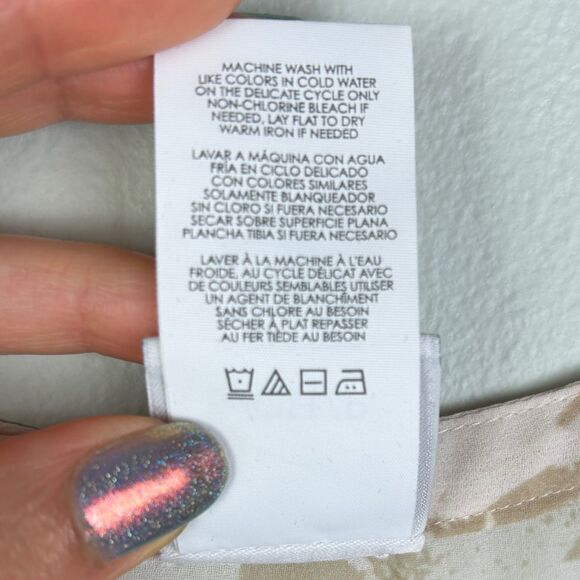 MACHINE WASH WITH
LIKE COLORS IN COLD WATER
ON THE DELICATE CYCLE ONLY
NON-CHLORINE BLEACH IF
NEEDED, LAY FLAT TO DRY
WARM IRON IF NEEDED
LAVAR A MÁQUINA CON AGUA
FRÍA EN CICLO DELICADO
CON COLORES SIMILARES
SOLAMENTE BLANQUEADOR
SIN CLORO SI FUERA NECESARIO
SECAR SOBRE SUPERFICIE PLANA
PLANCHA TIBIA SI FUERA NECESARIO
LAVER À LA MACHINE À L'EAU
FROIDE, AU CYCLE DÉLICAT AVEC
DE COULEURS SEMBLABLES UTILISER
UN AGENT DE BLANCHÎMENT
SANS CHLORE AU BESOIN
SÉCHER À PLAT REPASSER
AU FER TIÈDE AU BESOIN